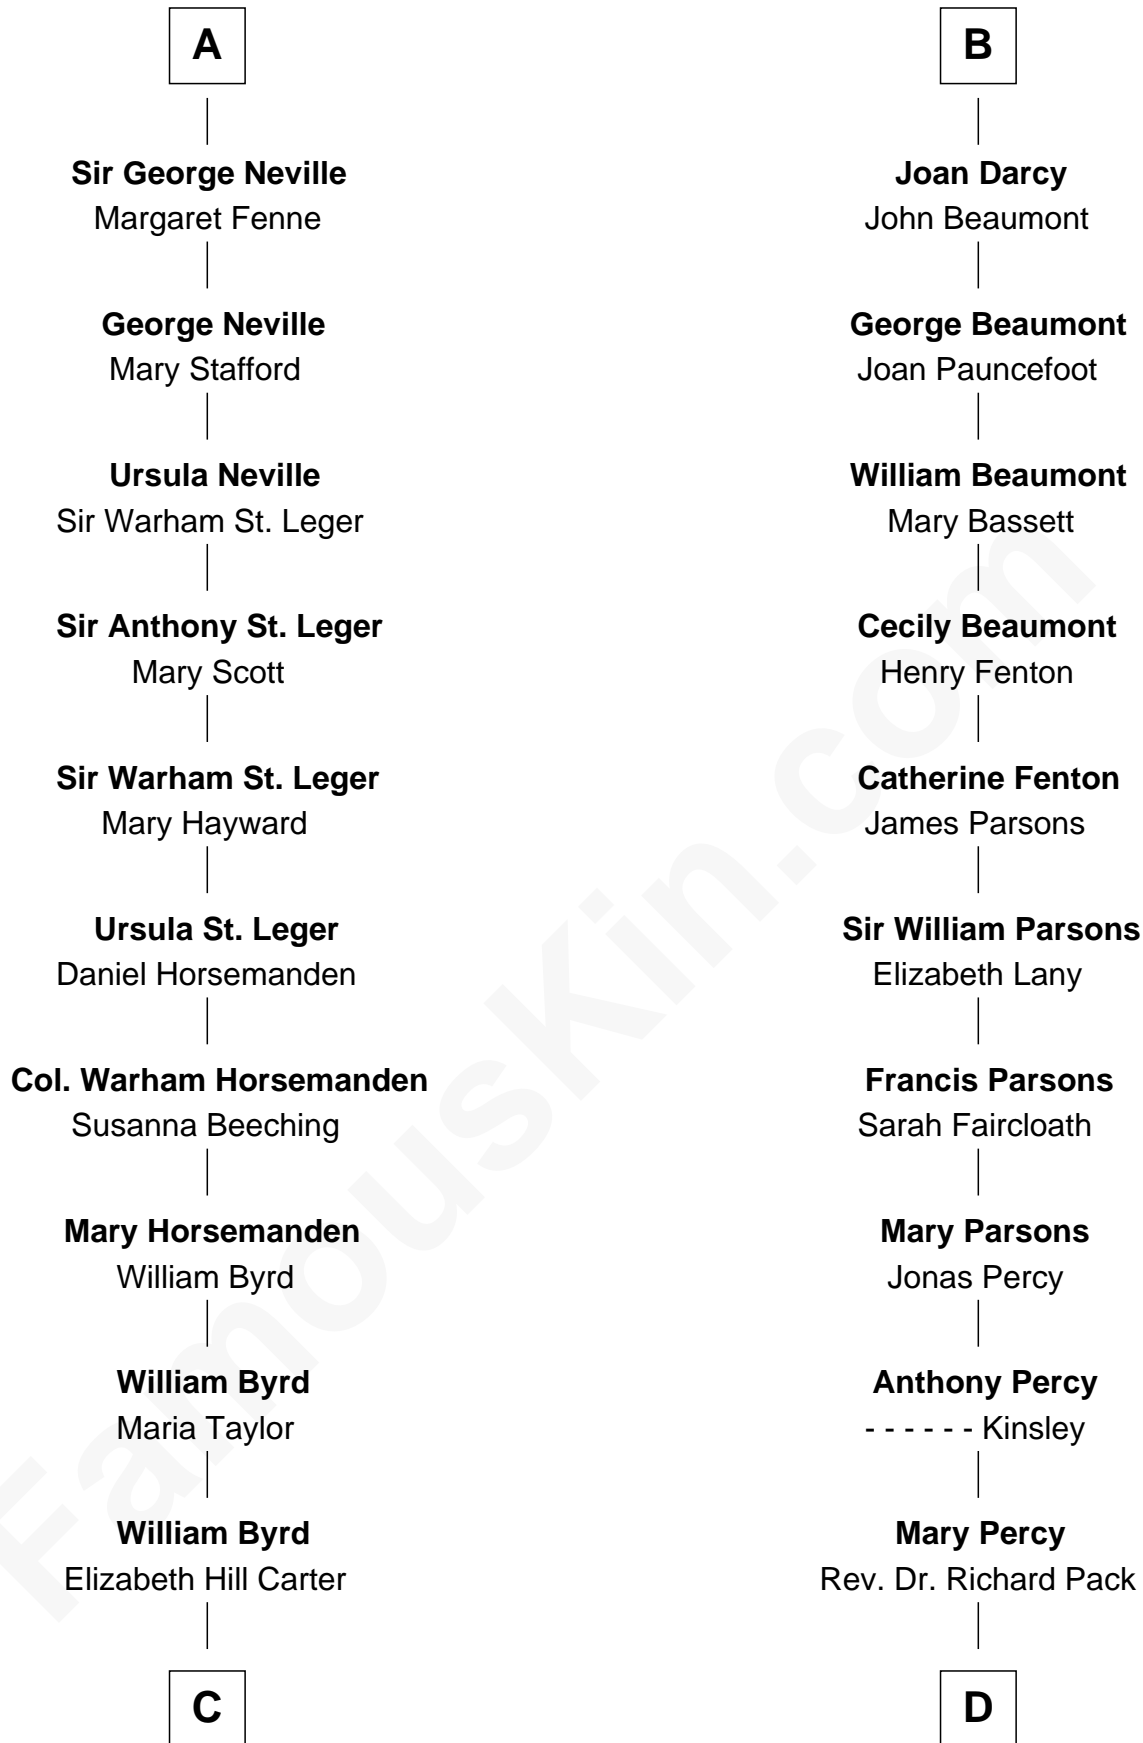 A
Sir George Neville
Margaret Fenne
George Neville
Mary Stafford
Ursula Neville
Sir Warham St. Leger
Sir Anthony St. Leger
Mary Scott
Sir Warham St. Leger
Mary Hayward
Ursula St. Leger
Daniel Horsemanden
Col. Warham Horsemanden
Susanna Beeching
Mary Horsemanden
William Byrd
William Byrd
Maria Taylor
William Byrd
Elizabeth Hill Carter
C
B
Joan Darcy
John Beaumont
George Beaumont
Joan Pauncefoot
William Beaumont
Mary Bassett
Cecily Beaumont
Henry Fenton
Catherine Fenton
James Parsons
Sir William Parsons
Elizabeth Lany
Francis Parsons
Sarah Faircloath
Mary Parsons
Jonas Percy
Anthony Percy
- - - - - - Kinsley
Mary Percy
Rev. Dr. Richard Pack
D
FamousKin.com